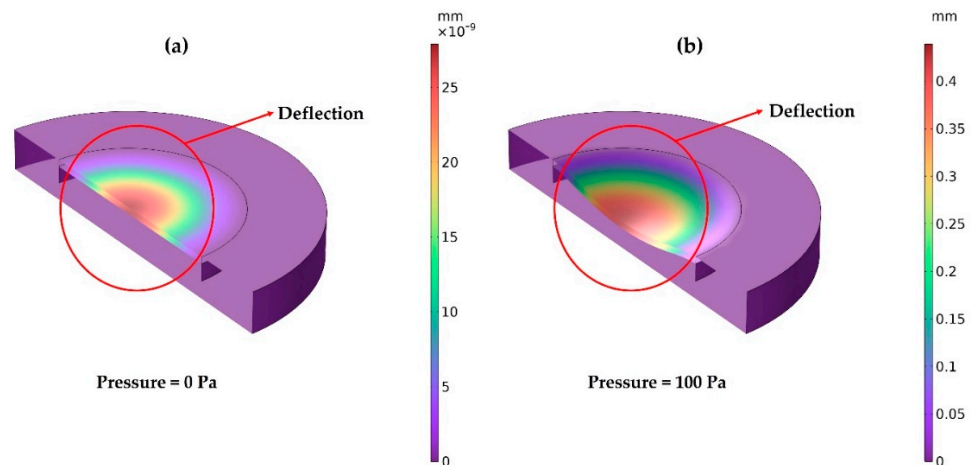 mm
×10⁻⁹
(a)
Deflection
25
20
15
10
5
0
Pressure = 0 Pa
mm
(b)
Deflection
0.4
0.35
0.3
0.25
0.2
0.15
0.1
0.05
0
Pressure = 100 Pa